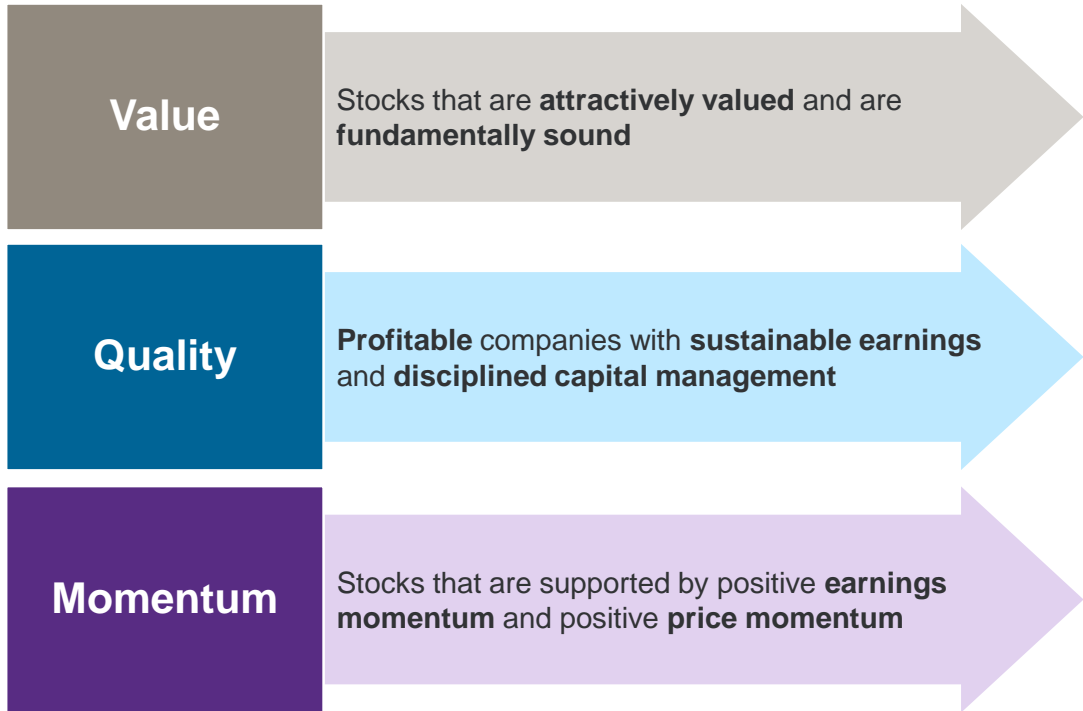 Value
Stocks that are attractively valued and are
fundamentally sound
Quality
Profitable companies with sustainable earnings
and disciplined capital management
Momentum
Stocks that are supported by positive earnings
momentum and positive price momentum